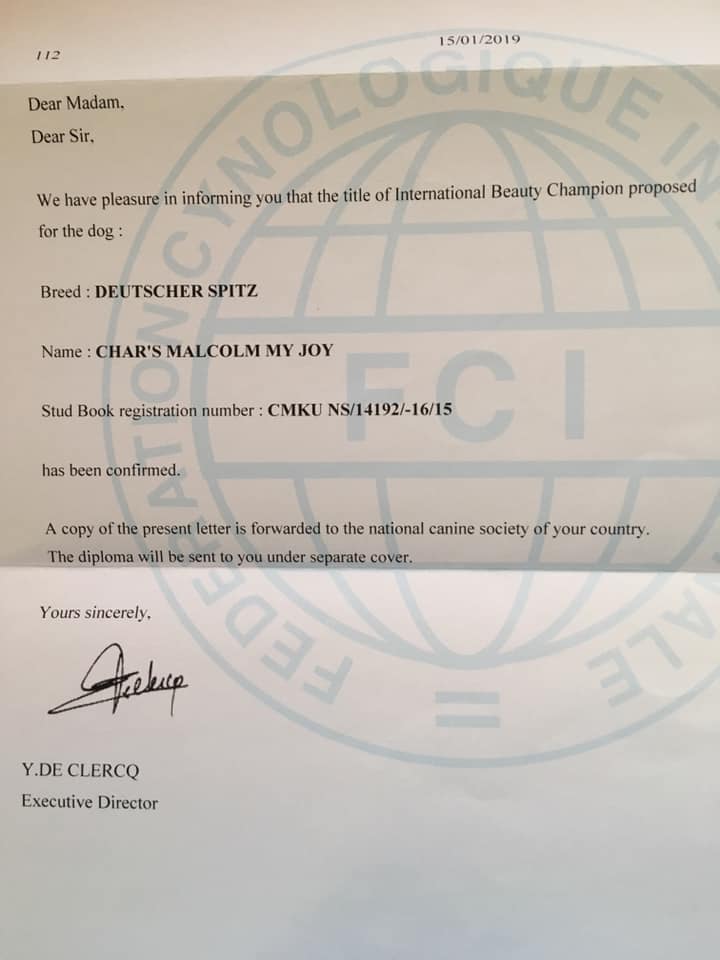 15/01/2019
112
Dear Madam,
Dear Sir,
We have pleasure in informing you that the title of International Beauty Champion proposed
for the dog :
Breed : DEUTSCHER SPITZ
Name : CHAR'S MALCOLM MY JOY
Stud Book registration number : CMKU NS/14192/-16/15
has been confirmed.
A copy of the present letter is forwarded to the national canine society of your country.
The diploma will be sent to you under separate cover.
Yours sincerely,
Y.DE CLERCQ
Executive Director
FEDERATION CYNOLOGIQUE IN ALE
FCI